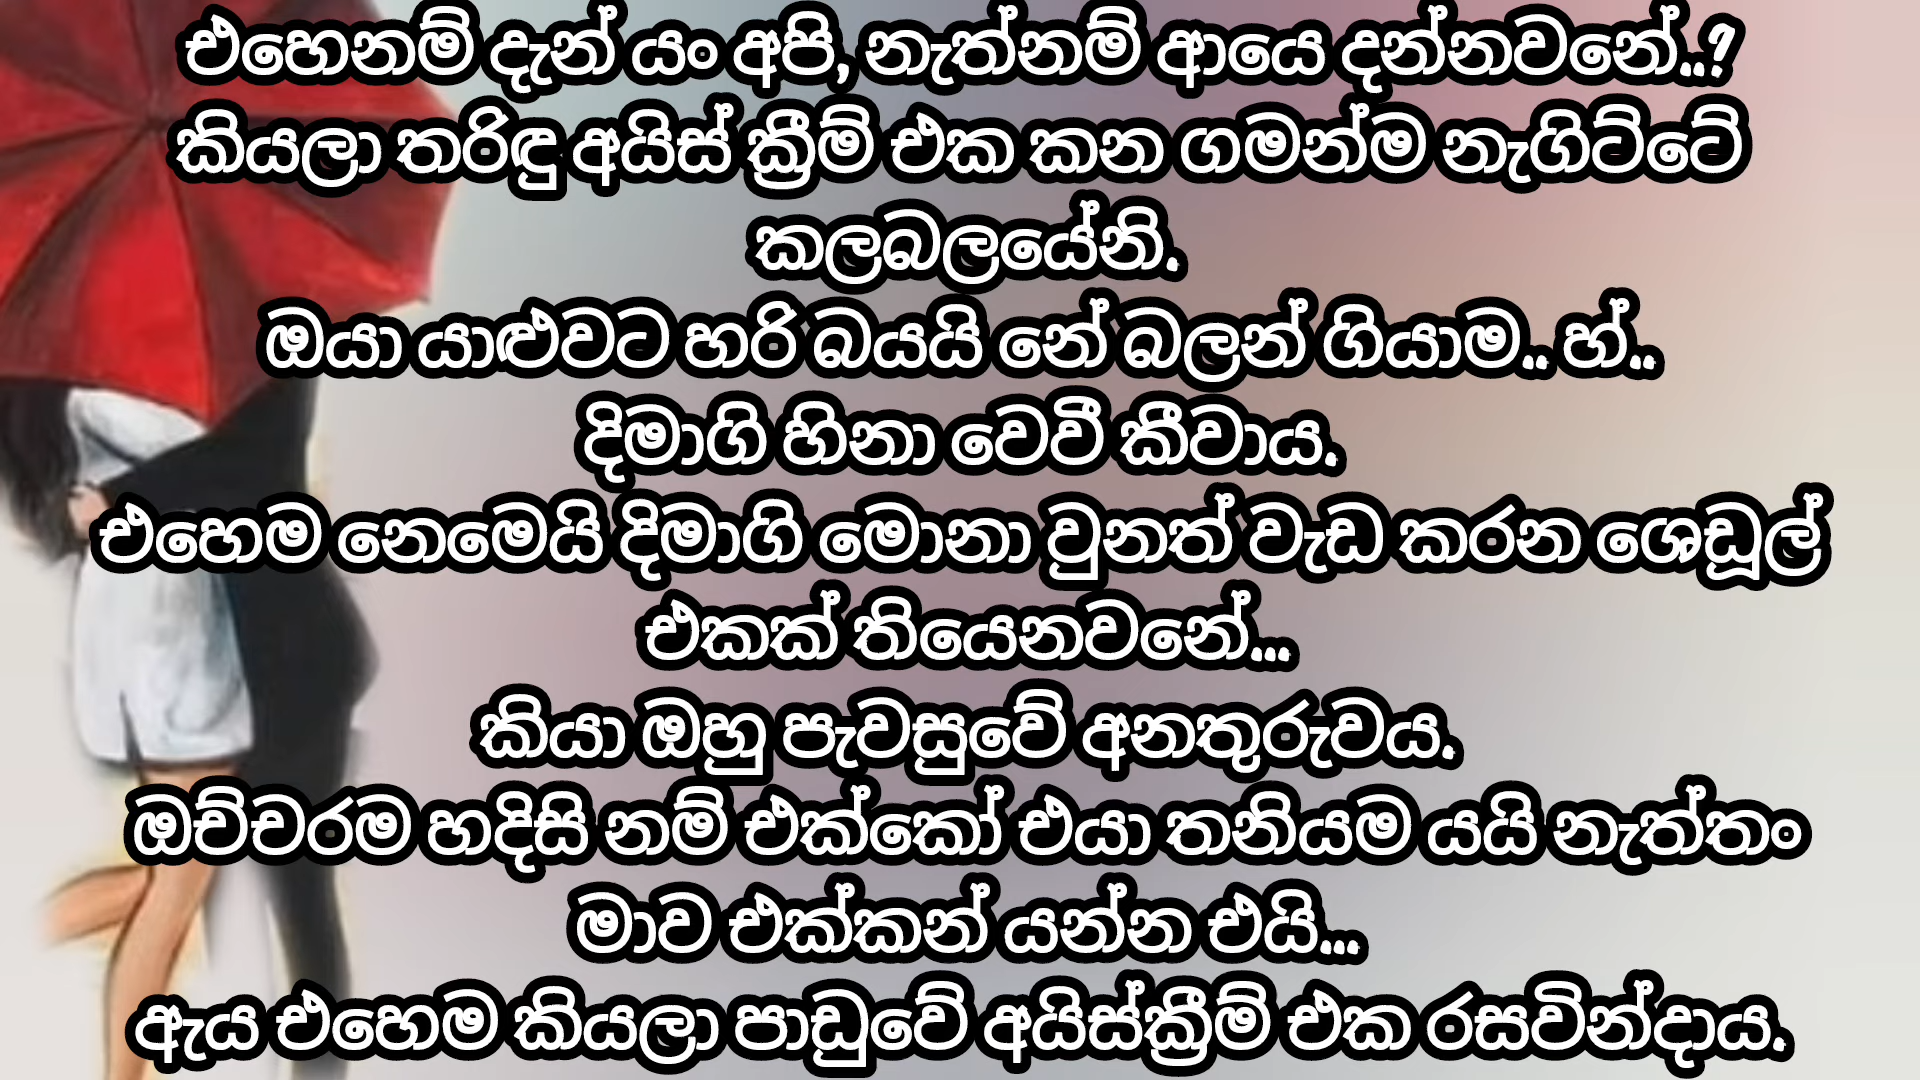 එහෙනම් දැන් යං අපි, නැත්නම් ආයෙ දන්නවනේ..?
කියලා තරිඳු අයිස් ක්‍රීම් එක කන ගමන්ම නැගිට්ටේ
කලබලයේනි.
ඔයා යාළුවට හරි බයයි නේ බලන් ගියාම.. හ්..
දිමාගි හිනා වෙවී කීවාය.
එහෙම නෙමෙයි දිමාගි මොනා වුනත් වැඩ කරන ශෙඩූල්
එකක් තියෙනවනේ...
කියා ඔහු පැවසුවේ අනතුරුවය.
ඔච්චරම හදිසි නම් එක්කෝ එයා තනියම යයි නැත්තං
මාව එක්කන් යන්න එයි...
ඇය එහෙම කියලා පාඩුවේ අයිස්ක්‍රීම් එක රසවින්දාය.